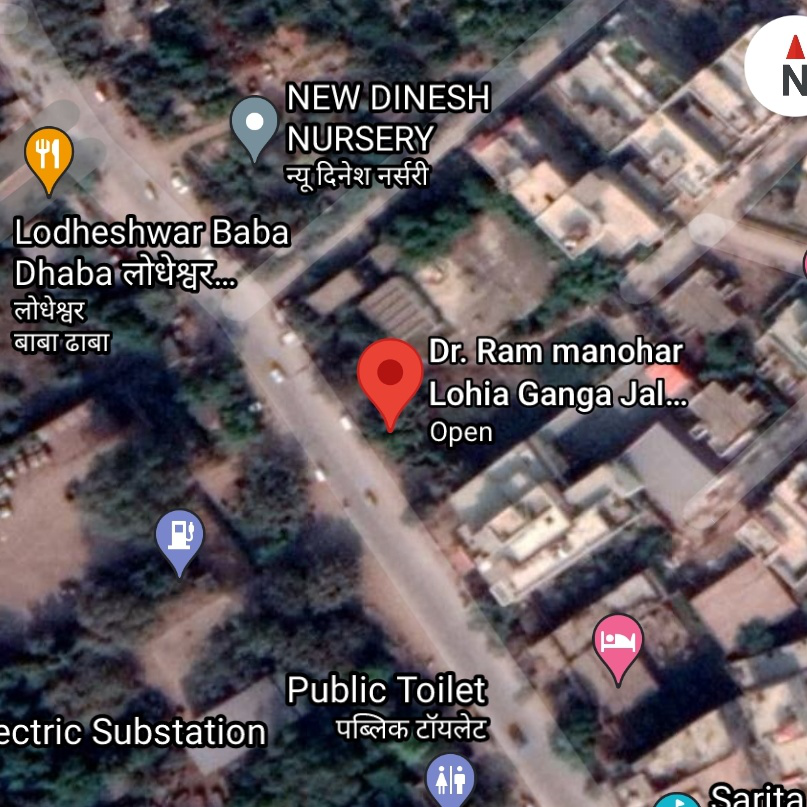 N
NEW DINESH
NURSERY
न्यू दिनेश नर्सरी
Lodheshwar Baba
Dhaba लोधेश्वर...
लोधेश्वर
बाबा ढाबा
Dr. Ram manohar
Lohia Ganga Jal...
Open
Public Toilet
पब्लिक टॉयलेट
ectric Substation
Sarita